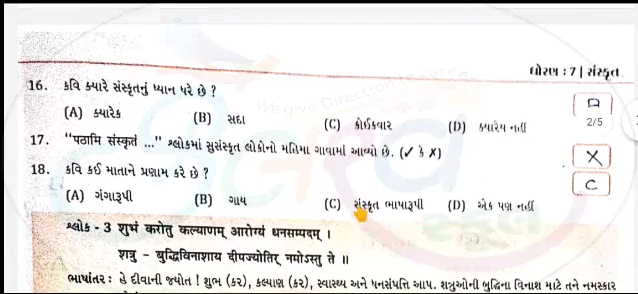 ધોરણ : 7 | સંસ્કૃત
16. કવિ ક્યારે સંસ્કૃતનું ધ્યાન ધરે છે ?
(A) ક્યારેક (B) સદા (C) કોઈકવાર (D) ક્યારેય નહીં
2/5
17. "पठामि संस्कृतं ..." શ્લોકમાં સુસંસ્કૃત લોકોનો મહિમા ગાવામાં આવ્યો છે. (✓ કે X) X
18. કવિ કઈ માતાને પ્રણામ કરે છે ? C
(A) ગંગારૂપી (B) ગાય (C) સંસ્કૃત ભાષારૂપી (D) એક પણ નહીં
શ્લોક - 3 शुभं करोतु कल्याणम् आरोग्यं धनसम्पदम् ।
शत्रु - बुद्धिविनाशाय दीपज्योतिर् नमोऽस्तु ते ॥
ભાષાંતર : હે દીવાની જ્યોત ! શુભ (કર), કલ્યાણ (કર), સ્વાસ્થ્ય અને ધનસંપત્તિ આપ. શત્રુઓની બુદ્ધિના વિનાશ માટે તને નમસ્કાર